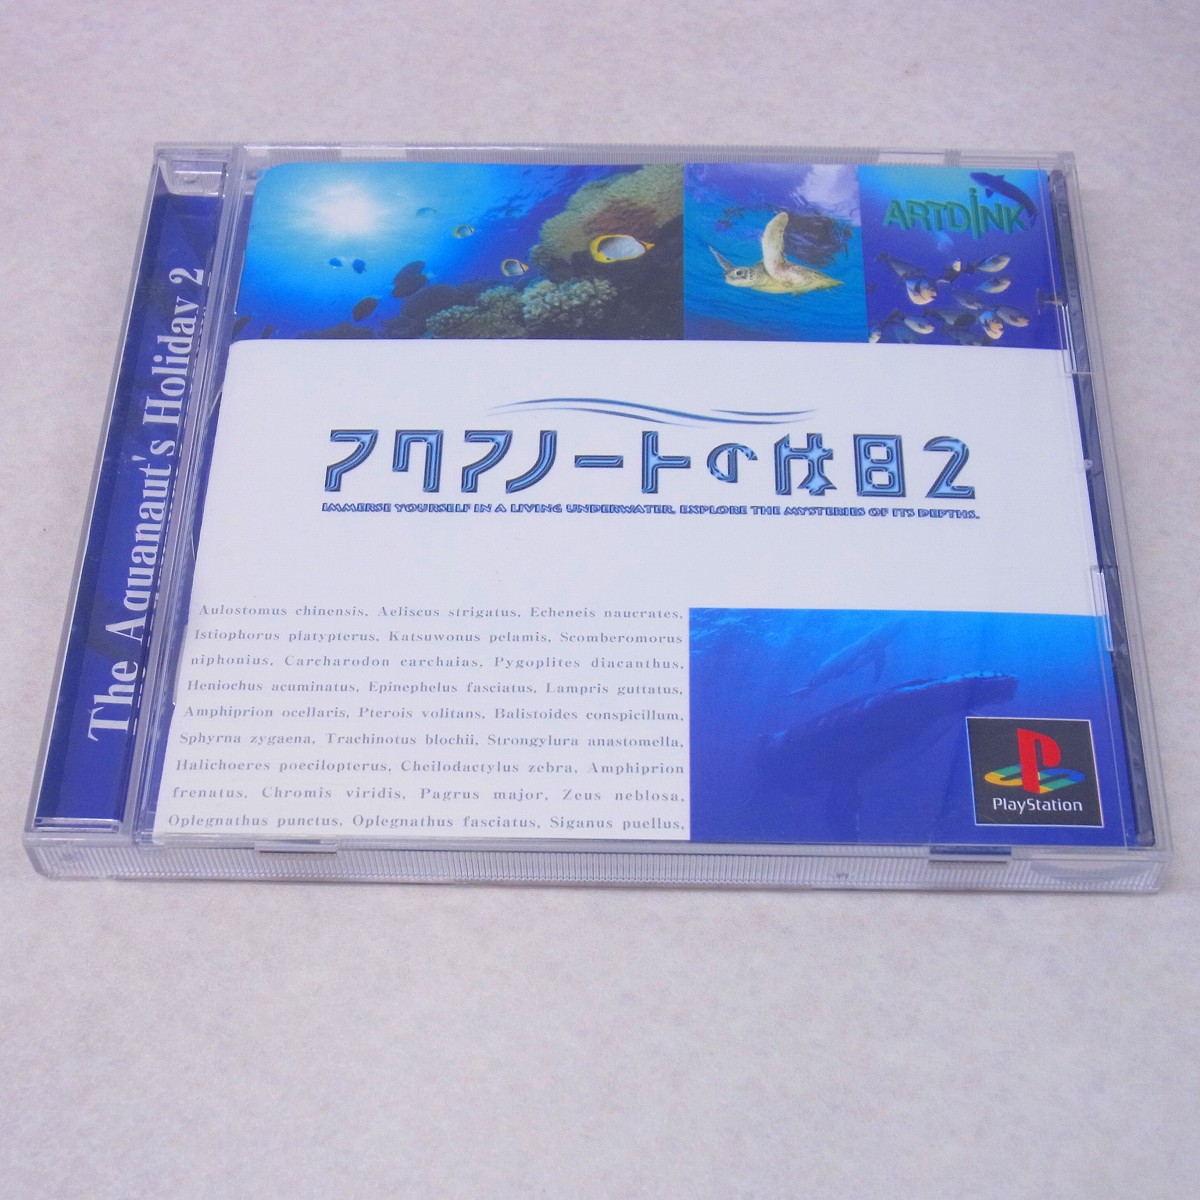 The Aquanaut's Holiday 2
ARTDINK
アクアノートの休日2
IMMERSE YOURSELF IN A LIVING UNDERWATER. EXPLORE THE MYSTERIES OF ITS DEPTHS.
Aulostomus chinensis, Aeliscus strigatus, Echeneis naucrates,
Istiophorus platypterus, Katsuwonus pelamis, Scomberomorus
niphonius, Carcharodon carchaias, Pygoplites diacanthus,
Heniochus acuminatus, Epinephelus fasciatus, Lampris guttatus,
Amphiprion ocellaris, Pterois volitans, Balistoides conspicillum,
Sphyrna zygaena, Trachinotus blochii, Strongylura anastomella,
Halichoeres poecilopterus, Cheilodactylus zebra, Amphiprion
frenatus, Chromis viridis, Pagrus major, Zeus neblosa,
Oplegnathus punctus, Oplegnathus fasciatus, Siganus puellus,
PlayStation